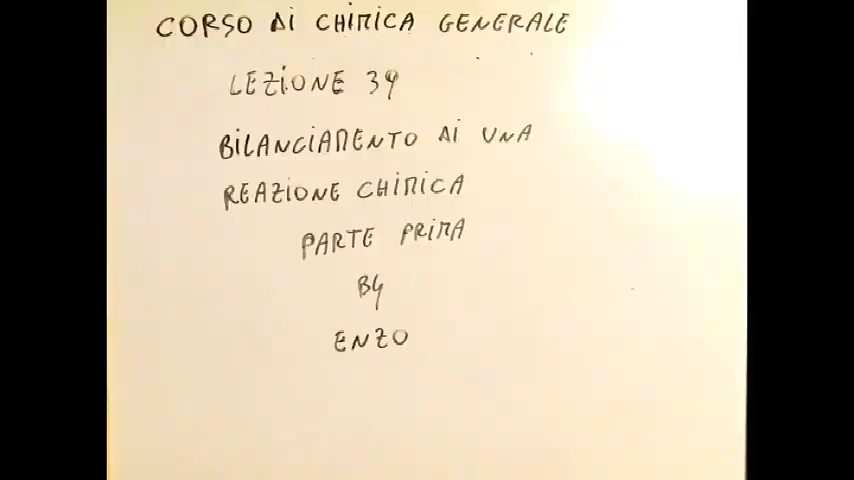 CORSO DI CHIMICA GENERALE
LEZIONE 39
BILANCIAMENTO DI UNA
REAZIONE CHIMICA
PARTE PRIMA
BY
ENZO